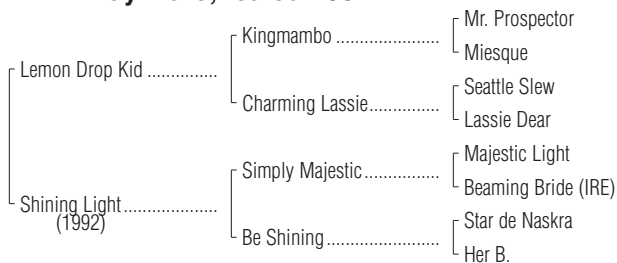 Kingmambo ....................
Mr. Prospector
Miesque
Lemon Drop Kid ...............
Charming Lassie...............
Seattle Slew
Lassie Dear
Simply Majestic................
Majestic Light
Beaming Bride (IRE)
Shining Light....................
(1992)
Be Shining ......................
Star de Naskra
Her B.